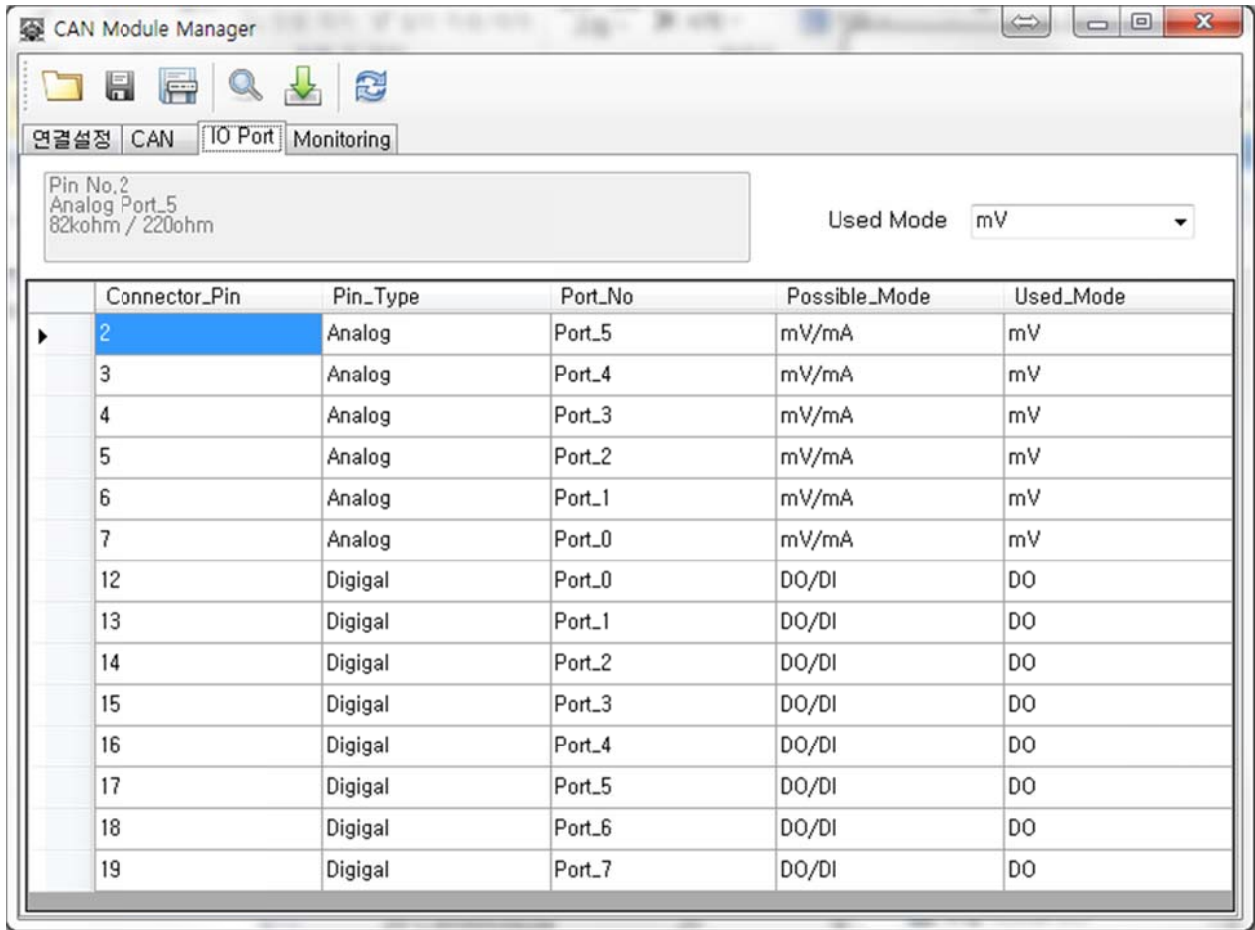 CAN Module Manager
연결설정 CAN IO Port Monitoring
Pin No.2
Analog Port_5
82kohm / 220ohm
Used Mode mV
Connector_Pin Pin_Type Port_No Possible_Mode Used_Mode
2 Analog Port_5 mV/mA mV
3 Analog Port_4 mV/mA mV
4 Analog Port_3 mV/mA mV
5 Analog Port_2 mV/mA mV
6 Analog Port_1 mV/mA mV
7 Analog Port_0 mV/mA mV
12 Digigal Port_0 DO/DI DO
13 Digigal Port_1 DO/DI DO
14 Digigal Port_2 DO/DI DO
15 Digigal Port_3 DO/DI DO
16 Digigal Port_4 DO/DI DO
17 Digigal Port_5 DO/DI DO
18 Digigal Port_6 DO/DI DO
19 Digigal Port_7 DO/DI DO